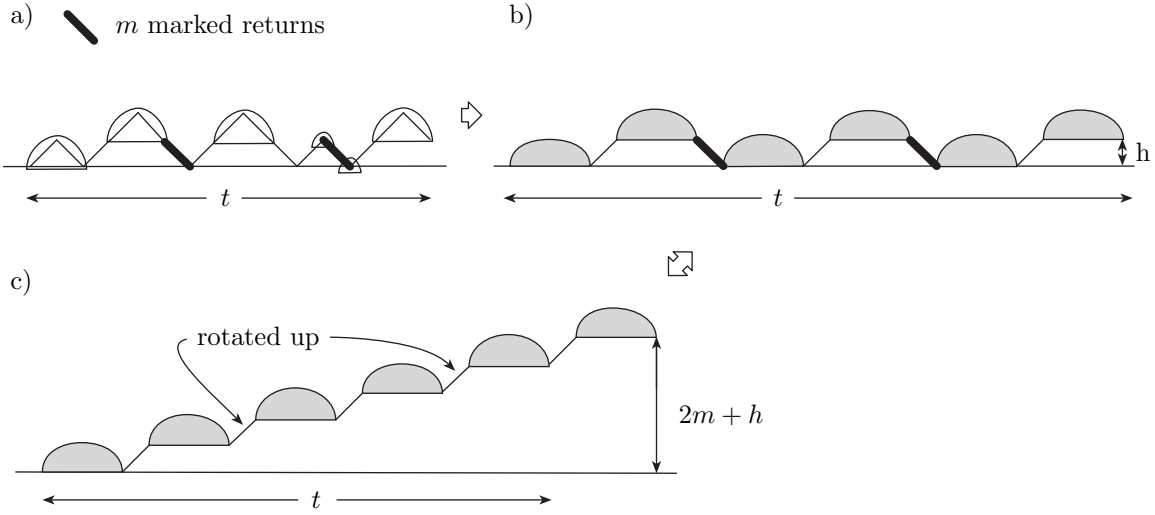 a)
m marked returns
b)
t
t
h
c)
rotated up
2m + h
t